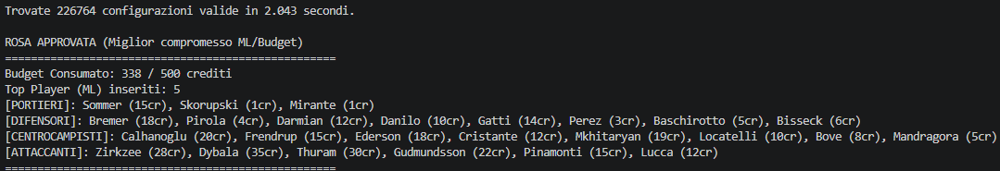 Trovate 226764 configurazioni valide in 2.043 secondi.
ROSA APPROVATA (Miglior compromesso ML/Budget)
===================================================
Budget Consumato: 338 / 500 crediti
Top Player (ML) inseriti: 5
[PORTIERI]: Sommer (15cr), Skorupski (1cr), Mirante (1cr)
[DIFENSORI]: Bremer (18cr), Pirola (4cr), Darmian (12cr), Danilo (10cr), Gatti (14cr), Perez (3cr), Baschirotto (5cr), Bisseck (6cr)
[CENTROCAMPISTI]: Calhanoglu (20cr), Frendrup (15cr), Ederson (18cr), Cristante (12cr), Mkhitaryan (19cr), Locatelli (10cr), Bove (8cr), Mandragora (5cr)
[ATTACCANTI]: Zirkzee (28cr), Dybala (35cr), Thuram (30cr), Gudmundsson (22cr), Pinamonti (15cr), Lucca (12cr)
===================================================